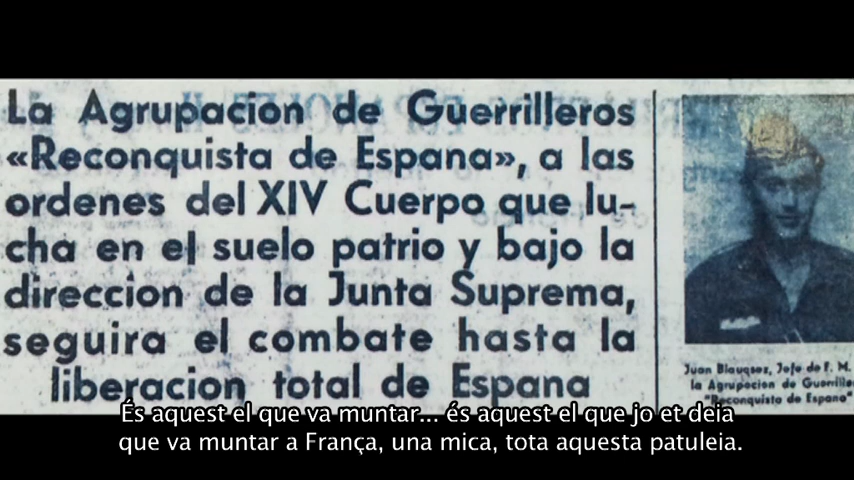 La Agrupacion de Guerrilleros
«Reconquista de Espana», a las
ordenes del XIV Cuerpo que lu-
cha en el suelo patrio y bajo la
direccion de la Junta Suprema,
seguira el combate hasta la
liberacion total de Espana
Juan Blauqsez, Jefe de F. M.
la Agrupacion de Guerrille
"Reconquista de Espana"
És aquest el que va muntar... és aquest el que jo et deia
que va muntar a França, una mica, tota aquesta patuleia.